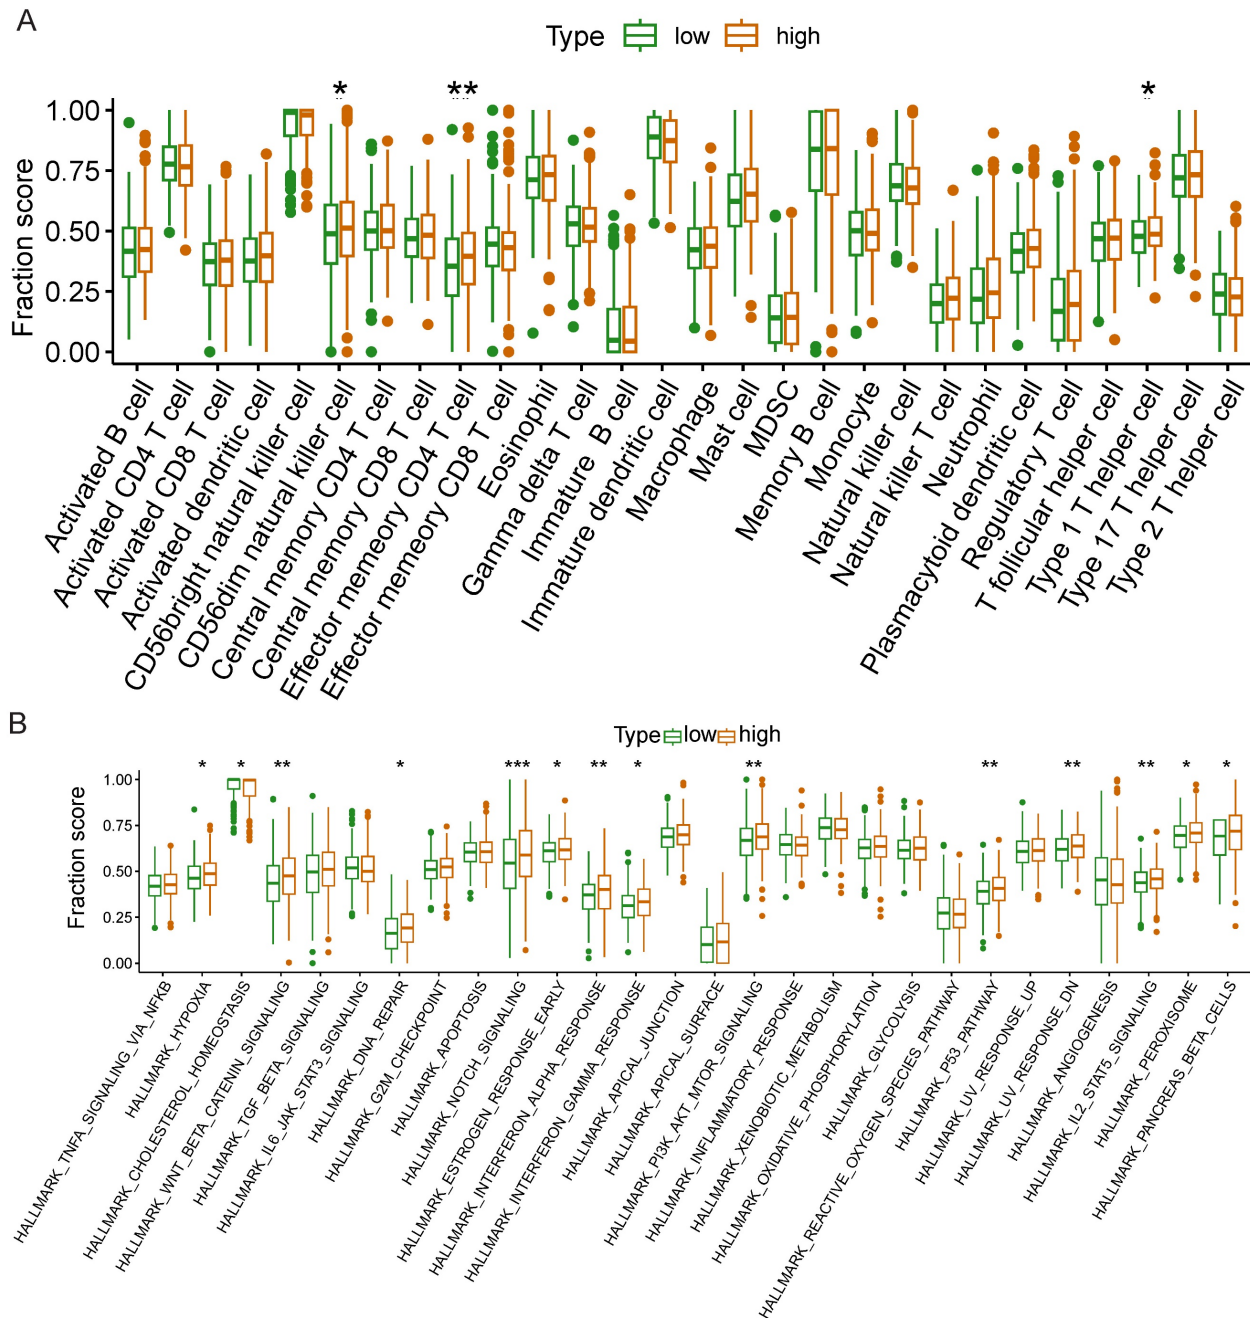 A
Type low high
* ** *
Fraction score
1.00
0.75
0.50
0.25
0.00
Activated B cell
Activated CD4 T cell
Activated CD8 T cell
Activated dendritic cell
CD56bright natural killer cell
CD56dim natural killer cell
Central memory CD4 T cell
Central memory CD8 T cell
Effector memeory CD4 T cell
Effector memeory CD8 T cell
Eosinophil
Gamma delta T cell
Immature B cell
Immature dendritic cell
Macrophage
Mast cell
MDSC
Memory B cell
Monocyte
Natural killer cell
Natural killer T cell
Neutrophil
Plasmacytoid dendritic cell
Regulatory T cell
T follicular helper cell
Type 1 T helper cell
Type 17 T helper cell
Type 2 T helper cell
B
Type low high
* * ** * *** * ** * ** ** ** ** * *
Fraction score
1.00
0.75
0.50
0.25
0.00
HALLMARK_TNFA_SIGNALING_VIA_NFKB
HALLMARK_HYPOXIA
HALLMARK_CHOLESTEROL_HOMEOSTASIS
HALLMARK_WNT_BETA_CATENIN_SIGNALING
HALLMARK_TGF_BETA_SIGNALING
HALLMARK_IL6_JAK_STAT3_SIGNALING
HALLMARK_DNA_REPAIR
HALLMARK_G2M_CHECKPOINT
HALLMARK_APOPTOSIS
HALLMARK_NOTCH_SIGNALING
HALLMARK_ESTROGEN_RESPONSE_EARLY
HALLMARK_INTERFERON_ALPHA_RESPONSE
HALLMARK_INTERFERON_GAMMA_RESPONSE
HALLMARK_APICAL_JUNCTION
HALLMARK_APICAL_SURFACE
HALLMARK_PI3K_AKT_MTOR_SIGNALING
HALLMARK_INFLAMMATORY_RESPONSE
HALLMARK_XENOBIOTIC_METABOLISM
HALLMARK_OXIDATIVE_PHOSPHORYLATION
HALLMARK_GLYCOLYSIS
HALLMARK_REACTIVE_OXYGEN_SPECIES_PATHWAY
HALLMARK_P53_PATHWAY
HALLMARK_UV_RESPONSE_UP
HALLMARK_UV_RESPONSE_DN
HALLMARK_ANGIOGENESIS
HALLMARK_IL2_STAT5_SIGNALING
HALLMARK_PEROXISOME
HALLMARK_PANCREAS_BETA_CELLS